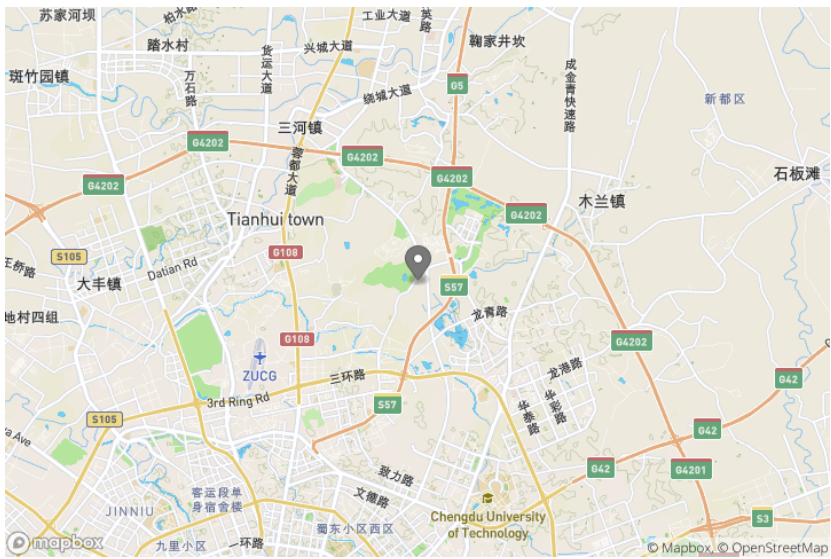 苏家河坝
柏水路
工业大道
英路
踏水村
货运大道
兴城大道
鞠家井坎
斑竹园镇
万石路
G5
成金青快速路
绕城大道
新都区
三河镇
G4202
G4202
蓉都大道
G4202
石板滩
G4202
G4202
木兰镇
Tianhui town
G108
S105
Datian Rd
大丰镇
S57
龙青路
地村四组
G108
G4202
ZUCG
龙港路
三环路
G42
3rd Ring Rd
S57
华泰路
华彩路
S105
G42
致力路
G42
G4201
客运段单
身宿舍楼
文德路
JINNIU
Chengdu University
of Technology
蜀东小区西区
S3
九里小区
一环路
mapbox
© Mapbox, © OpenStreetMap